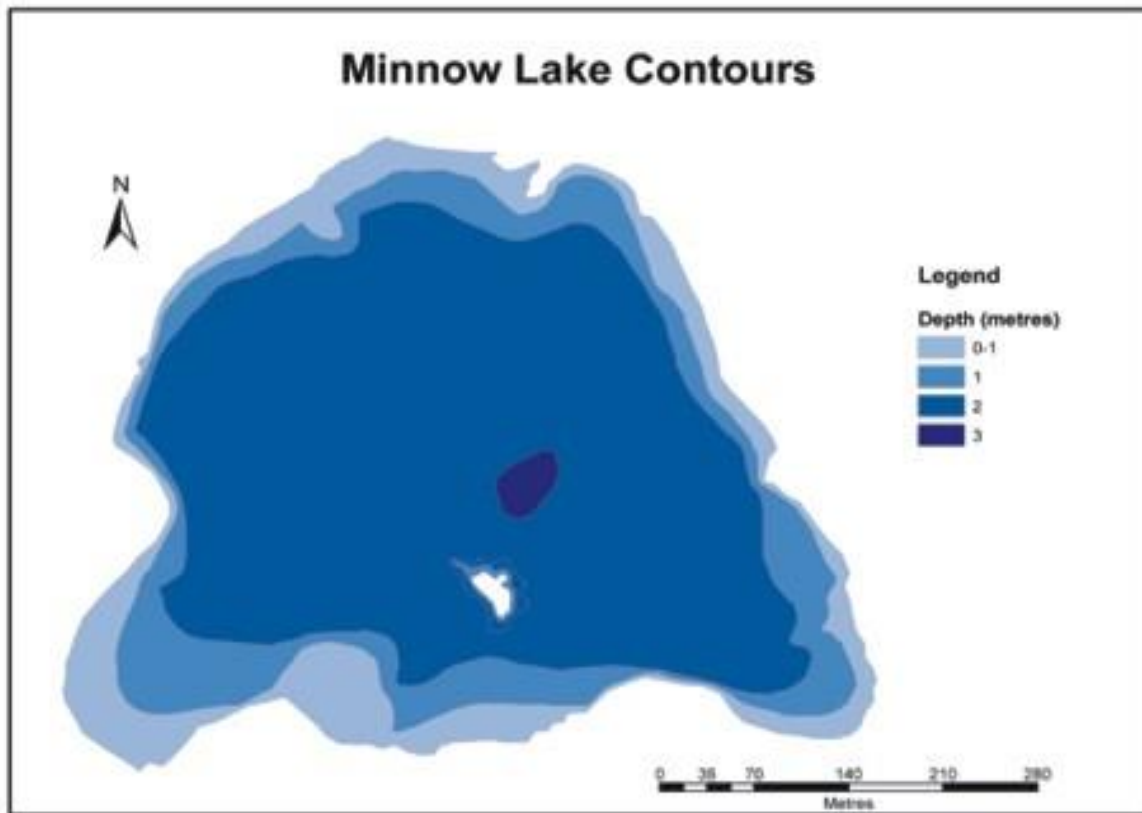 Minnow Lake Contours
N
Legend
Depth (metres)
0-1
1
2
3
0 35 70 140 210 280
Metres